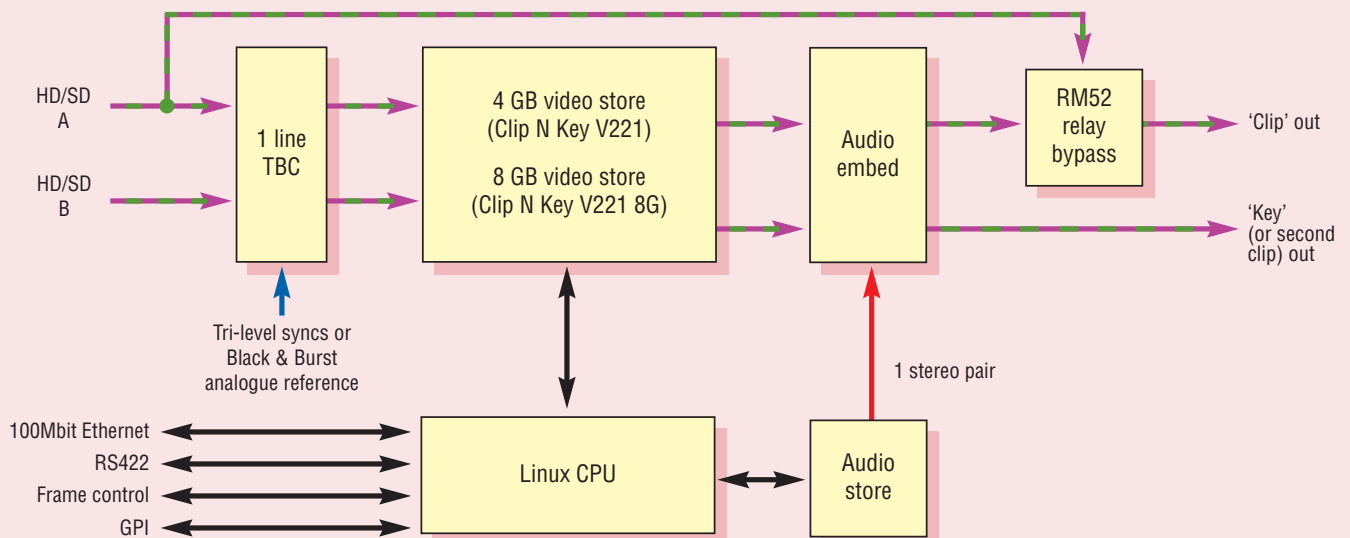 HD/SD
A
HD/SD
B
1 line
TBC
4 GB video store
(Clip N Key V221)
8 GB video store
(Clip N Key V221 8G)
Audio
embed
RM52
relay
bypass
‘Clip’ out
‘Key’
(or second
clip) out
Tri-level syncs or
Black & Burst
analogue reference
1 stereo pair
100Mbit Ethernet
RS422
Frame control
GPI
Linux CPU
Audio
store